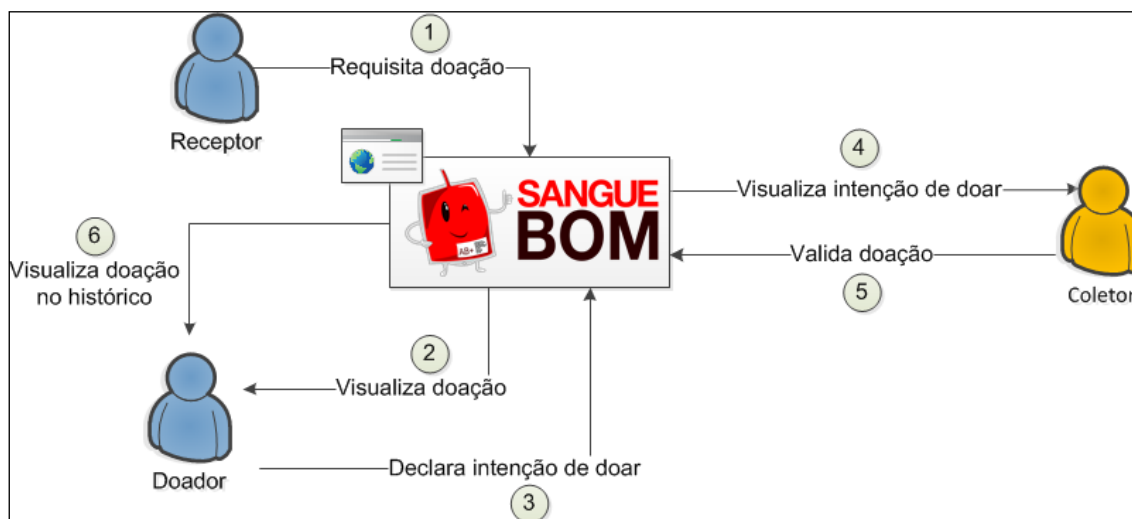 1
Requisita doação
Receptor
SANGUE
BOM
AB+
4
Visualiza intenção de doar
Valida doação
5
Coletor
6
Visualiza doação
no histórico
2
Visualiza doação
Doador
Declara intenção de doar
3